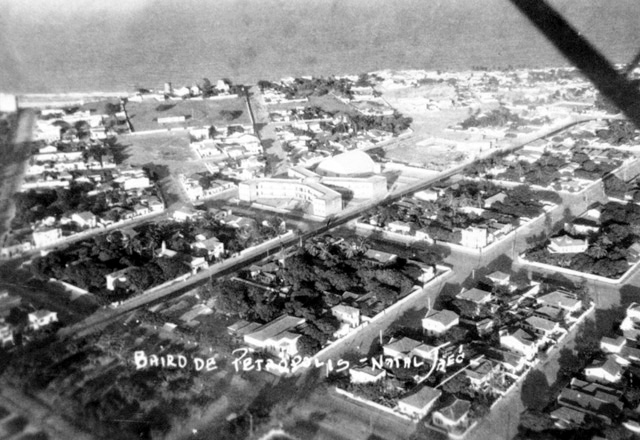 BAIRO DE PETROPOLIS - NATAL